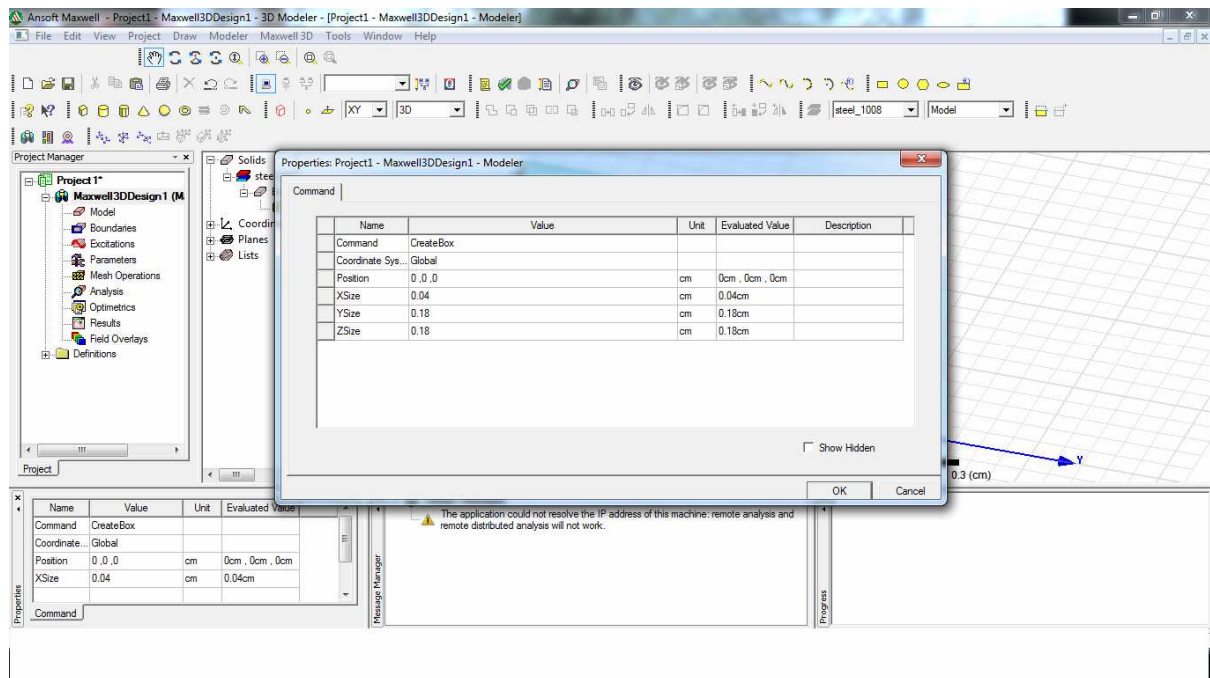 Ansoft Maxwell - Project1 - Maxwell3DDesign1 - 3D Modeler - [Project1 - Maxwell3DDesign1 - Modeler]
File Edit View Project Draw Modeler Maxwell 3D Tools Window Help
XY 3D steel_1008 Model
Project Manager
Project1*
Maxwell3DDesign1 (M
Model
Boundaries
Excitations
Parameters
Mesh Operations
Analysis
Optimetrics
Results
Field Overlays
Definitions
Project
Solids
stee
Coordin
Planes
Lists
Properties: Project1 - Maxwell3DDesign1 - Modeler
Command
Name Value Unit Evaluated Value Description
Command CreateBox
Coordinate Sys... Global
Position 0 ,0 ,0 cm 0cm , 0cm , 0cm
XSize 0.04 cm 0.04cm
YSize 0.18 cm 0.18cm
ZSize 0.18 cm 0.18cm
Show Hidden
OK Cancel
Y
0.3 (cm)
Name Value Unit Evaluated Value
Command CreateBox
Coordinate... Global
Position 0 ,0 ,0 cm 0cm , 0cm , 0cm
XSize 0.04 cm 0.04cm
Command
Properties
The application could not resolve the IP address of this machine: remote analysis and
remote distributed analysis will not work.
Message Manager
Progress